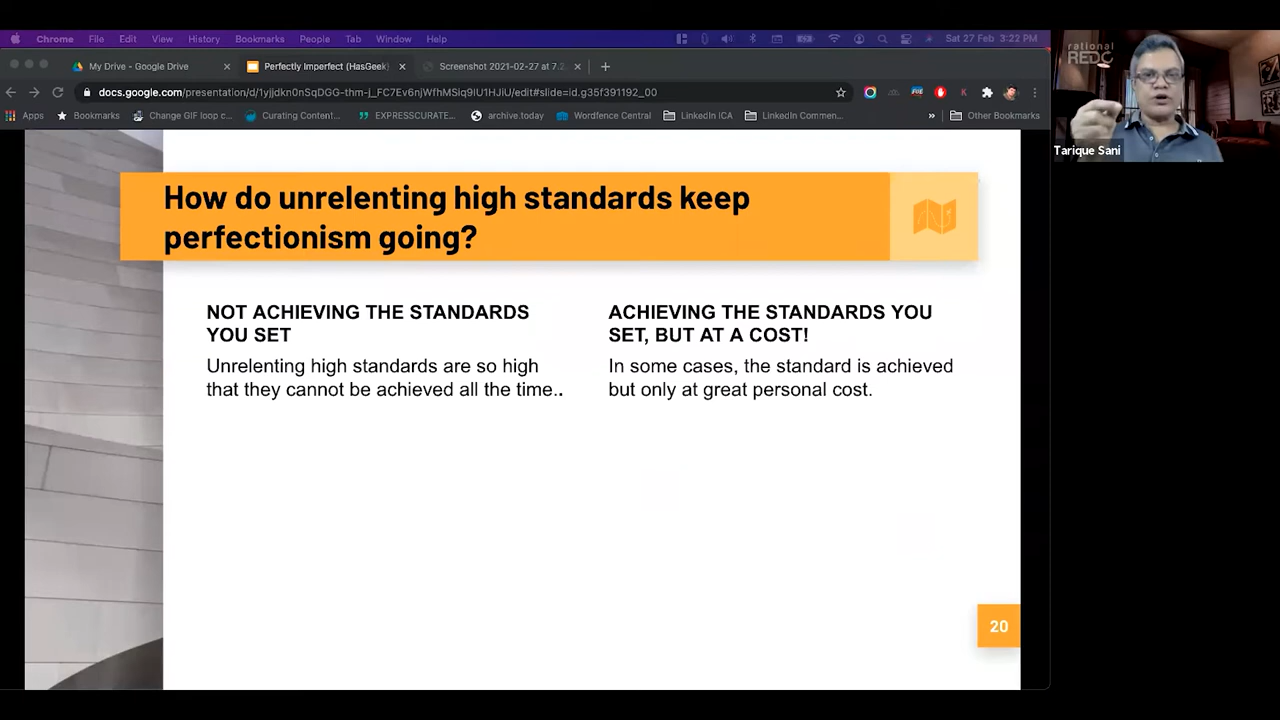 Chrome File Edit View History Bookmarks People Tab Window Help Sat 27 Feb 3:22 PM
My Drive - Google Drive Perfectly Imperfect (HasGeek) Screenshot 2021-02-27 at 7.2
docs.google.com/presentation/d/1yjjdkn0nSqDGG-thm-j_FC7Ev6njWfhMSlq9IU1HJiU/edit#slide=id.g35f391192_00
Apps Bookmarks Change GIF loop c... Curating Content... EXPRESSCURATE... archive.today Wordfence Central LinkedIn ICA LinkedIn Commen... » Other Bookmarks
rational
REDC
Tarique Sani
How do unrelenting high standards keep
perfectionism going?
NOT ACHIEVING THE STANDARDS
YOU SET
Unrelenting high standards are so high
that they cannot be achieved all the time..
ACHIEVING THE STANDARDS YOU
SET, BUT AT A COST!
In some cases, the standard is achieved
but only at great personal cost.
20